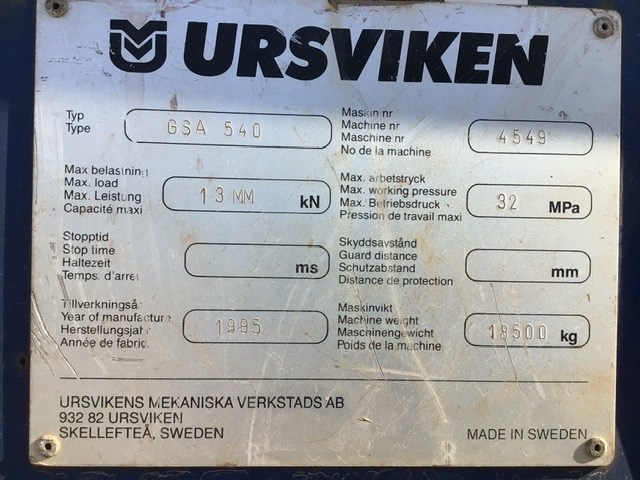 URSVIKEN
Typ
Type
GSA 540
Maskin nr
Machine nr
Maschine nr
No de la machine
4549
Max belastning
Max. load
Max. Leistung
Capacité maxi
13 MM kN
Max. arbetstryck
Max. working pressure
Max. Betriebsdruck
Pression de travail maxi
32 MPa
Stopptid
Stop time
Haltezeit
Temps. d'arret
ms
Skyddsavstånd
Guard distance
Schutzabstand
Distance de protection
mm
Tillverkningsår
Year of manufacture
Herstellungsjahr
Année de fabric.
1995
Maskinvikt
Machine weight
Maschinengewicht
Poids de la machine
18500 kg
URSVIKENS MEKANISKA VERKSTADS AB
932 82 URSVIKEN
SKELLEFTEÅ, SWEDEN
MADE IN SWEDEN